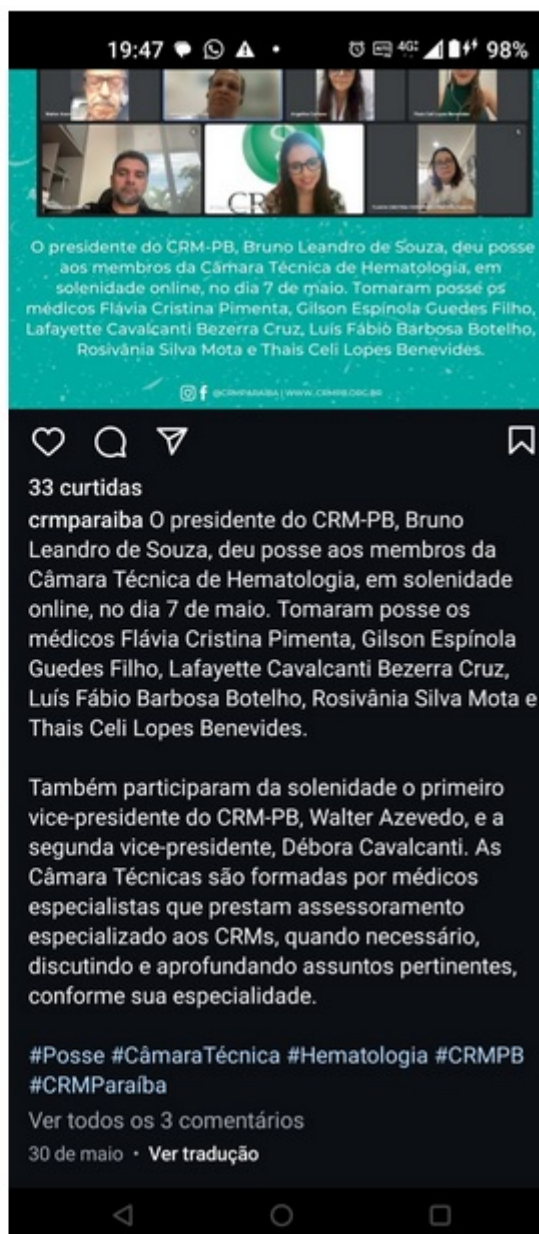 19:47
4G
98%
CR
O presidente do CRM-PB, Bruno Leandro de Souza, deu posse
aos membros da Câmara Técnica de Hematologia, em
solenidade online, no dia 7 de maio. Tomaram posse os
médicos Flávia Cristina Pimenta, Gilson Espínola Guedes Filho,
Lafayette Cavalcanti Bezerra Cruz, Luís Fábio Barbosa Botelho,
Rosivânia Silva Mota e Thais Celi Lopes Benevides.
@CRMPARAIBA | WWW.CRMPB.ORG.BR
33 curtidas
crmparaiba O presidente do CRM-PB, Bruno
Leandro de Souza, deu posse aos membros da
Câmara Técnica de Hematologia, em solenidade
online, no dia 7 de maio. Tomaram posse os
médicos Flávia Cristina Pimenta, Gilson Espínola
Guedes Filho, Lafayette Cavalcanti Bezerra Cruz,
Luís Fábio Barbosa Botelho, Rosivânia Silva Mota e
Thais Celi Lopes Benevides.
Também participaram da solenidade o primeiro
vice-presidente do CRM-PB, Walter Azevedo, e a
segunda vice-presidente, Débora Cavalcanti. As
Câmara Técnicas são formadas por médicos
especialistas que prestam assessoramento
especializado aos CRMs, quando necessário,
discutindo e aprofundando assuntos pertinentes,
conforme sua especialidade.
#Posse #CâmaraTécnica #Hematologia #CRMPB
#CRMParaíba
Ver todos os 3 comentários
30 de maio • Ver tradução